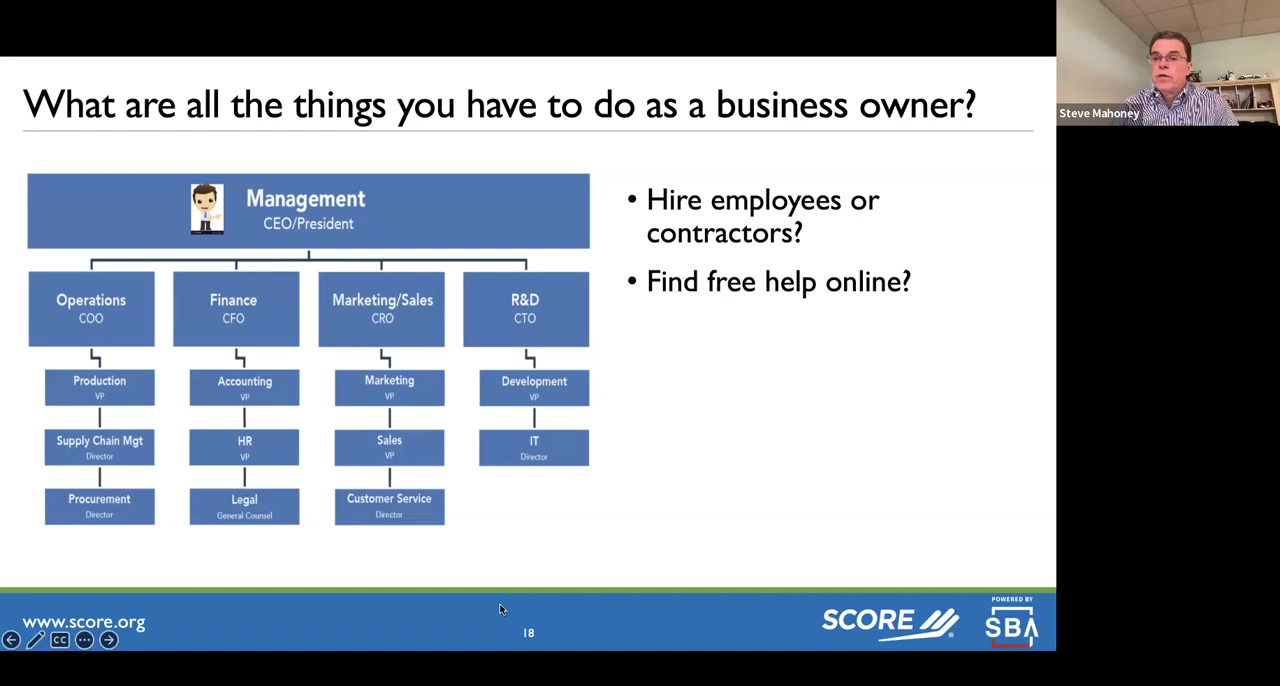 What are all the things you have to do as a business owner?
Steve Mahoney
Management
CEO/President
Operations
COO
Finance
CFO
Marketing/Sales
CRO
R&D
CTO
Production
VP
Accounting
VP
Marketing
VP
Development
VP
Supply Chain Mgt
Director
HR
VP
Sales
VP
IT
Director
Procurement
Director
Legal
General Counsel
Customer Service
Director
• Hire employees or
contractors?
• Find free help online?
www.score.org
CC
18
SCORE
®
POWERED BY
SBA